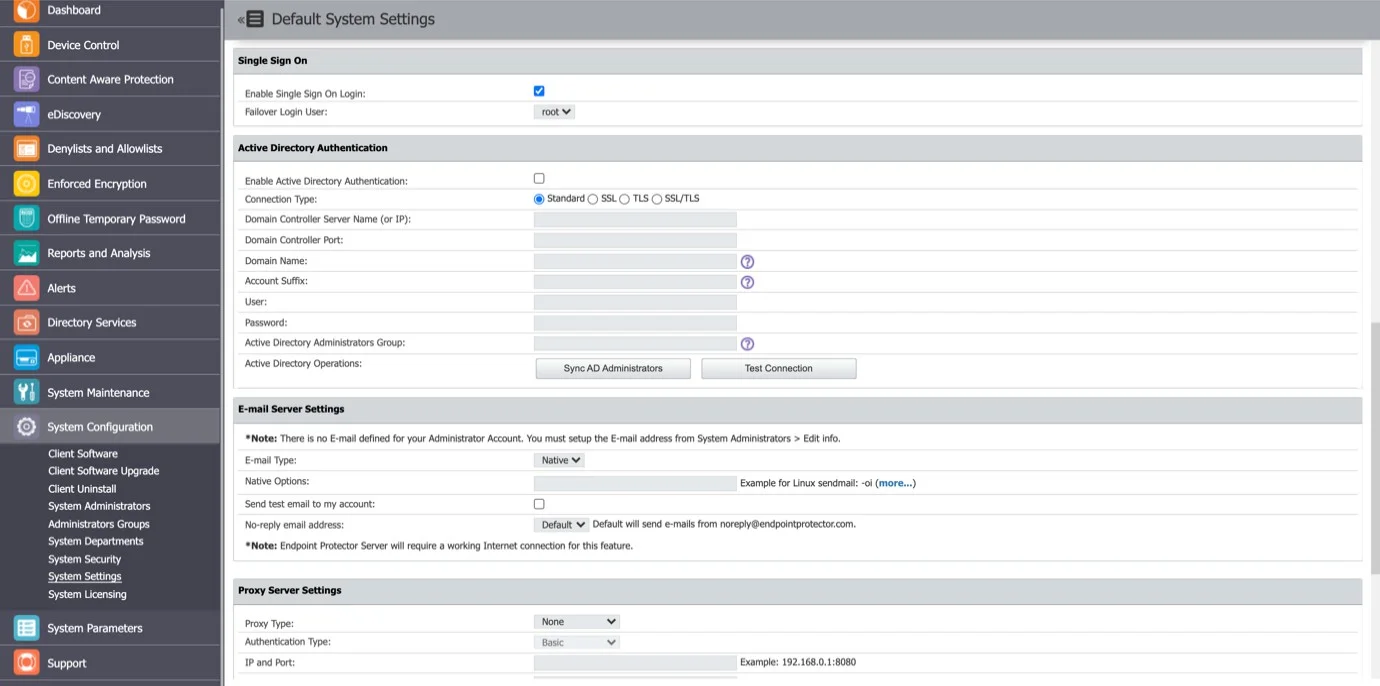 Dashboard
Device Control
Content Aware Protection
eDiscovery
Denylists and Allowlists
Enforced Encryption
Offline Temporary Password
Reports and Analysis
Alerts
Directory Services
Appliance
System Maintenance
System Configuration
Client Software
Client Software Upgrade
Client Uninstall
System Administrators
Administrators Groups
System Departments
System Security
System Settings
System Licensing
System Parameters
Support
« Default System Settings
Single Sign On
Enable Single Sign On Login:
Failover Login User: root
Active Directory Authentication
Enable Active Directory Authentication:
Connection Type: Standard SSL TLS SSL/TLS
Domain Controller Server Name (or IP):
Domain Controller Port:
Domain Name: ?
Account Suffix: ?
User:
Password:
Active Directory Administrators Group: ?
Active Directory Operations: Sync AD Administrators Test Connection
E-mail Server Settings
*Note: There is no E-mail defined for your Administrator Account. You must setup the E-mail address from System Administrators > Edit info.
E-mail Type: Native
Native Options: Example for Linux sendmail: -oi (more...)
Send test email to my account:
No-reply email address: Default Default will send e-mails from noreply@endpointprotector.com.
*Note: Endpoint Protector Server will require a working Internet connection for this feature.
Proxy Server Settings
Proxy Type: None
Authentication Type: Basic
IP and Port: Example: 192.168.0.1:8080